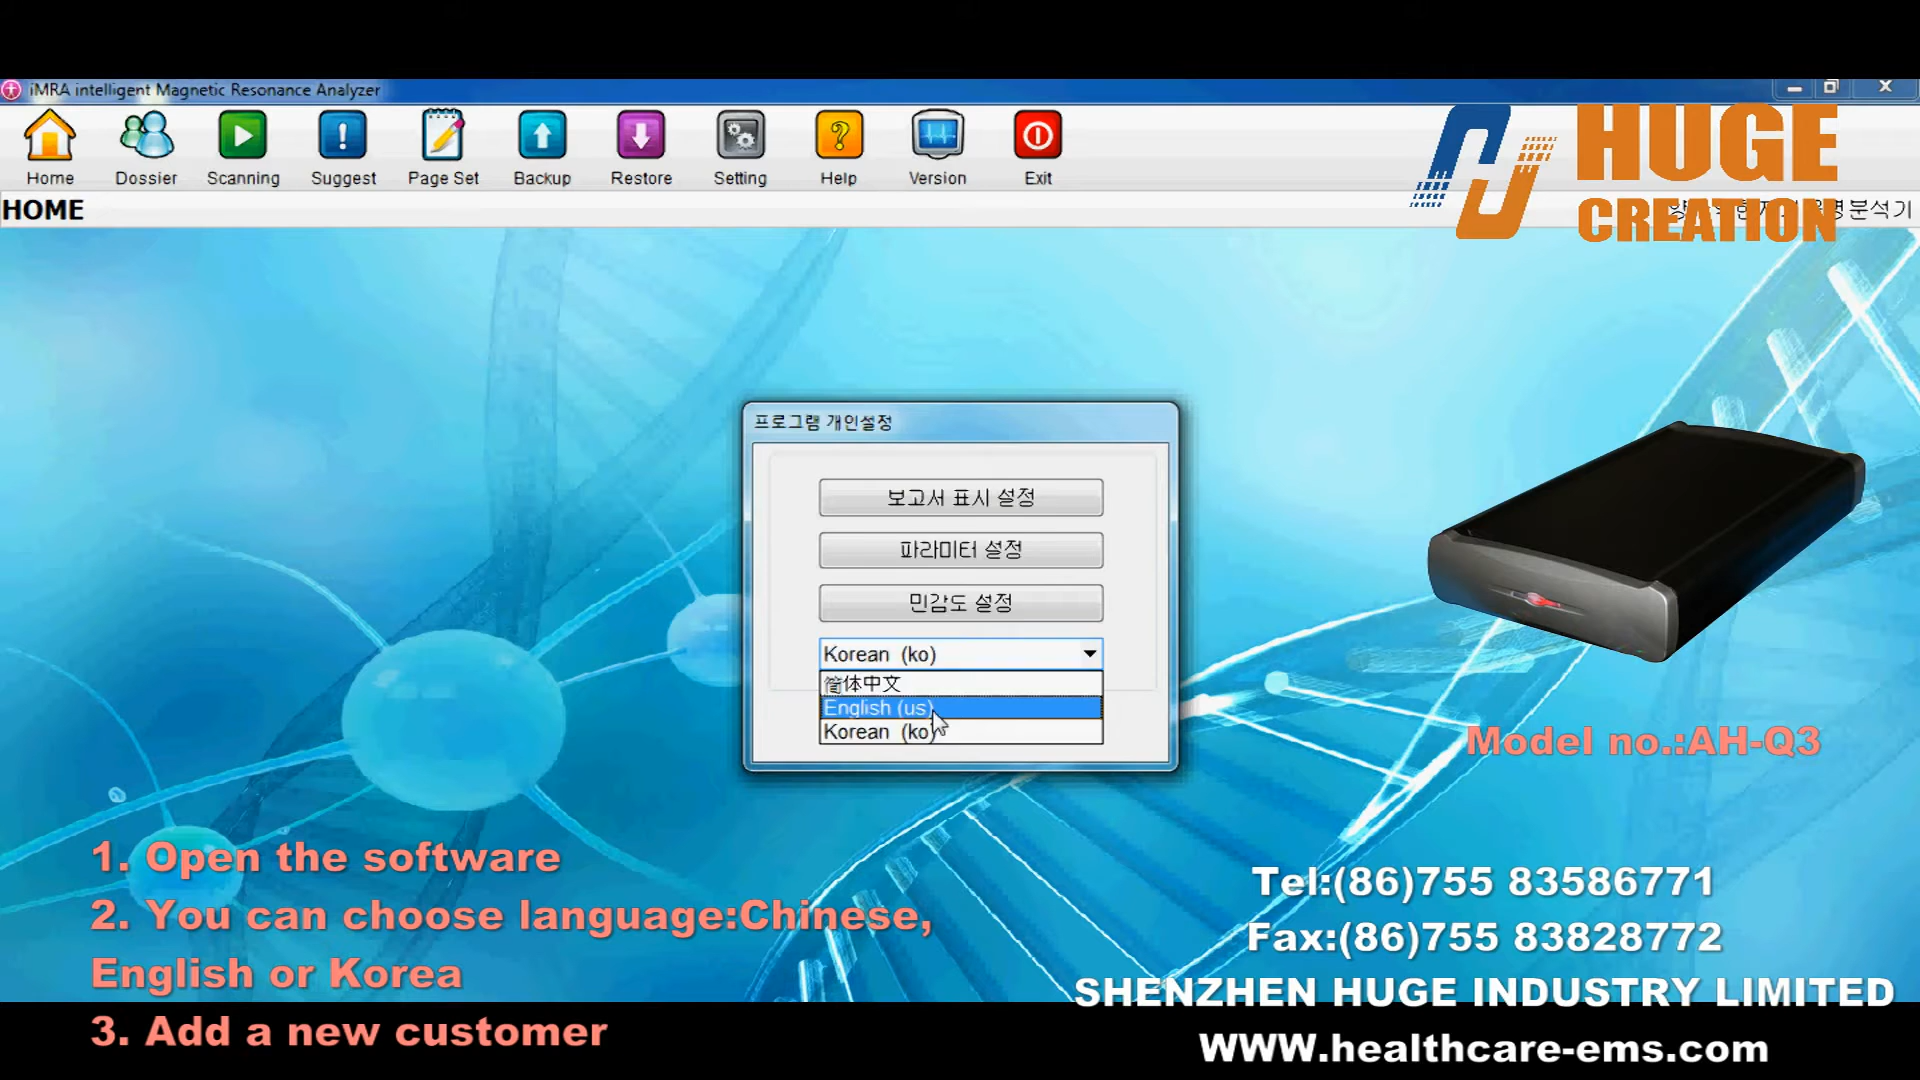 iMRA intelligent Magnetic Resonance Analyzer
Home Dossier Scanning Suggest Page Set Backup Restore Setting Help Version Exit
HUGE
CREATION
HOME
분석기
프로그램 개인설정
보고서 표시 설정
파라미터 설정
민감도 설정
Korean (ko)
简体中文
English (us)
Korean (ko)
Model no.:AH-Q3
1. Open the software
2. You can choose language:Chinese,
English or Korea
3. Add a new customer
Tel:(86)755 83586771
Fax:(86)755 83828772
SHENZHEN HUGE INDUSTRY LIMITED
WWW.healthcare-ems.com